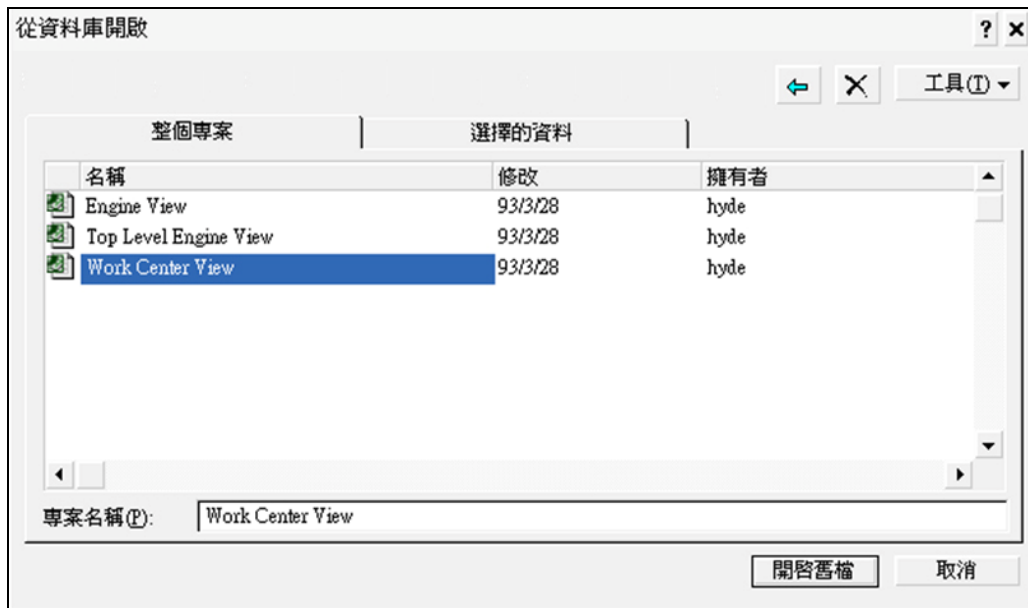 從資料庫開啟
工具(T)
整個專案 選擇的資料
名稱 修改 擁有者
Engine View 93/3/28 hyde
Top Level Engine View 93/3/28 hyde
Work Center View 93/3/28 hyde
專案名稱(P): Work Center View
開啓舊檔 取消